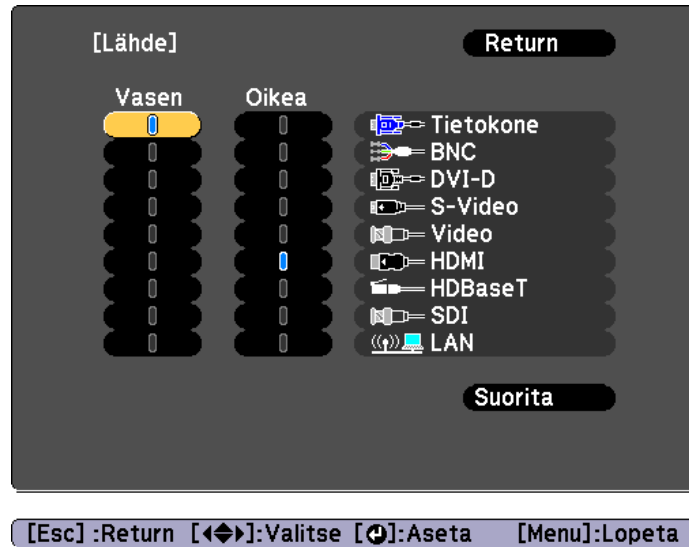 [Lähde] Return
Vasen Oikea
Tietokone
BNC
DVI-D
S-Video
Video
HDMI
HDBaseT
SDI
LAN
Suorita
[Esc] :Return []:Valitse []:Aseta [Menu]:Lopeta